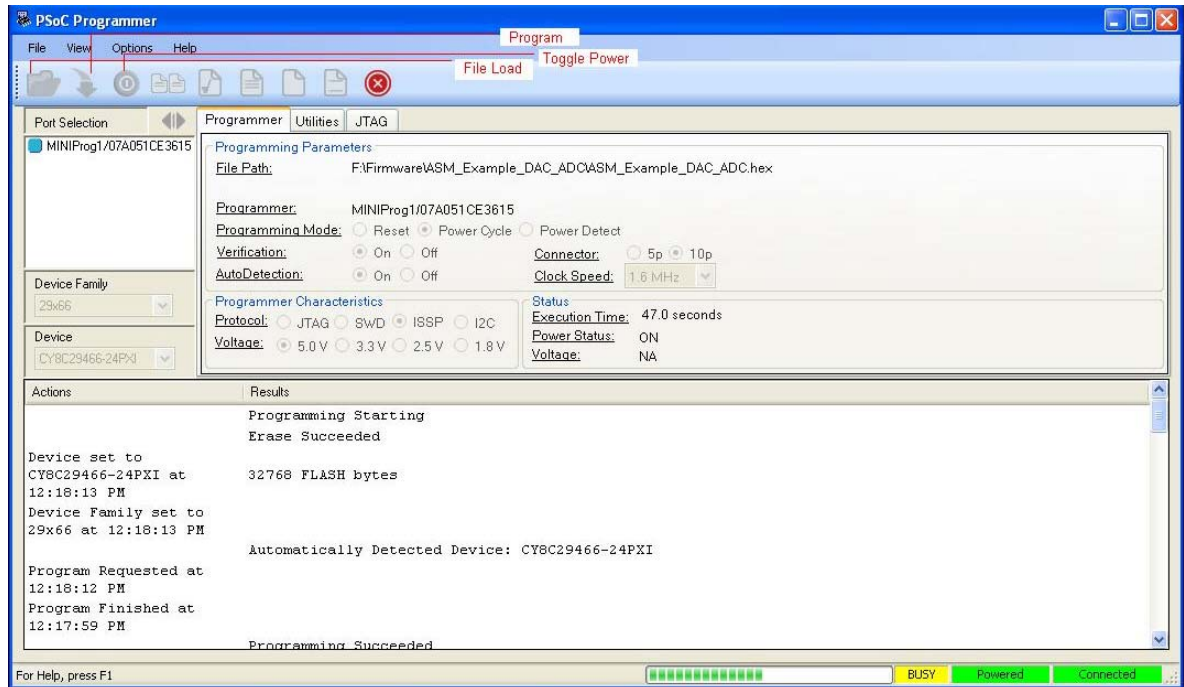 PSoC Programmer
Program
File View Options Help
Toggle Power
File Load
Port Selection
Programmer Utilities JTAG
MINIProg1/07A051CE3615
Programming Parameters
File Path: F:\Firmware\ASM_Example_DAC_ADC\ASM_Example_DAC_ADC.hex
Programmer: MINIProg1/07A051CE3615
Programming Mode: Reset Power Cycle Power Detect
Verification: On Off Connector: 5p 10p
AutoDetection: On Off Clock Speed: 1.6 MHz
Device Family
29x66
Device
CY8C29466-24PXI
Programmer Characteristics
Protocol: JTAG SWD ISSP I2C
Voltage: 5.0 V 3.3 V 2.5 V 1.8 V
Status
Execution Time: 47.0 seconds
Power Status: ON
Voltage: NA
Actions Results
Programming Starting
Erase Succeeded
Device set to
CY8C29466-24PXI at 32768 FLASH bytes
12:18:13 PM
Device Family set to
29x66 at 12:18:13 PM
Automatically Detected Device: CY8C29466-24PXI
Program Requested at
12:18:12 PM
Program Finished at
12:17:59 PM
Programming Succeeded
For Help, press F1 BUSY Powered Connected